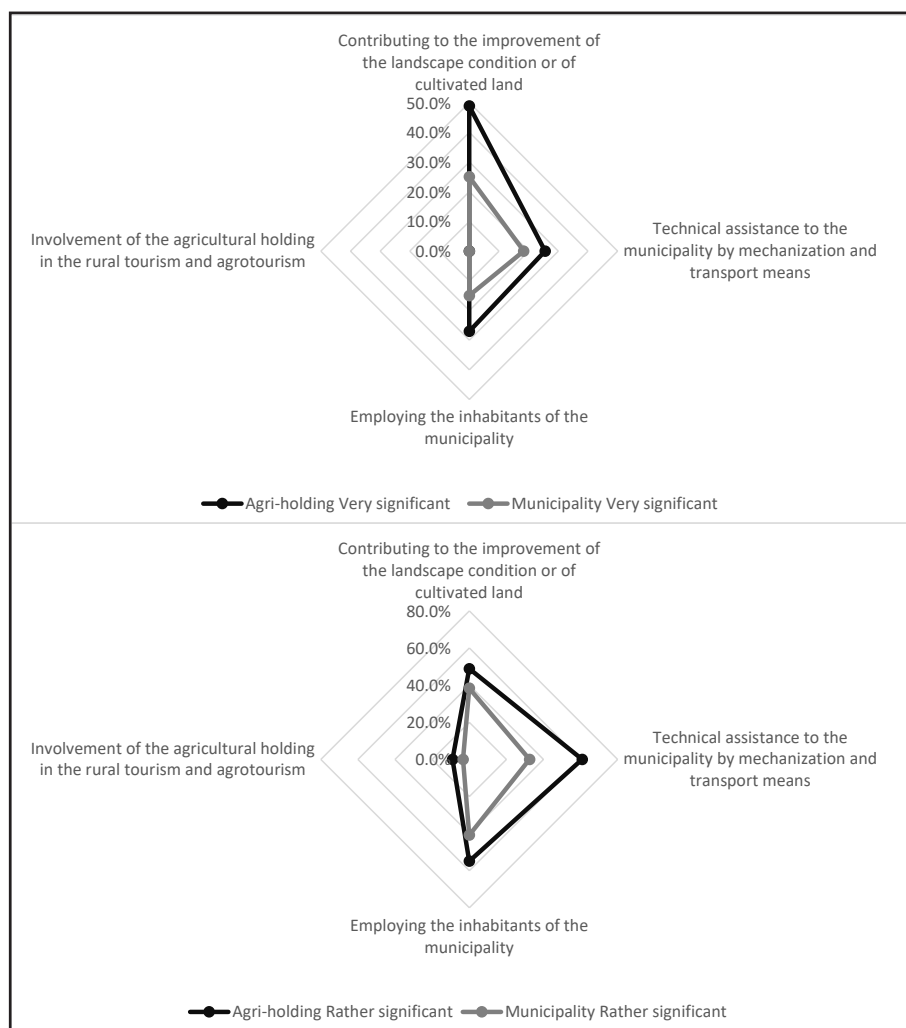 Contributing to the improvement of
the landscape condition or of
cultivated land
50.0%
40.0%
30.0%
20.0%
10.0%
0.0%
Involvement of the agricultural holding
in the rural tourism and agrotourism
Technical assistance to the
municipality by mechanization and
transport means
Employing the inhabitants of the
municipality
Agri-holding Very significant
Municipality Very significant
Contributing to the improvement of
the landscape condition or of
cultivated land
80.0%
60.0%
40.0%
20.0%
0.0%
Involvement of the agricultural holding
in the rural tourism and agrotourism
Technical assistance to the
municipality by mechanization and
transport means
Employing the inhabitants of the
municipality
Agri-holding Rather significant
Municipality Rather significant